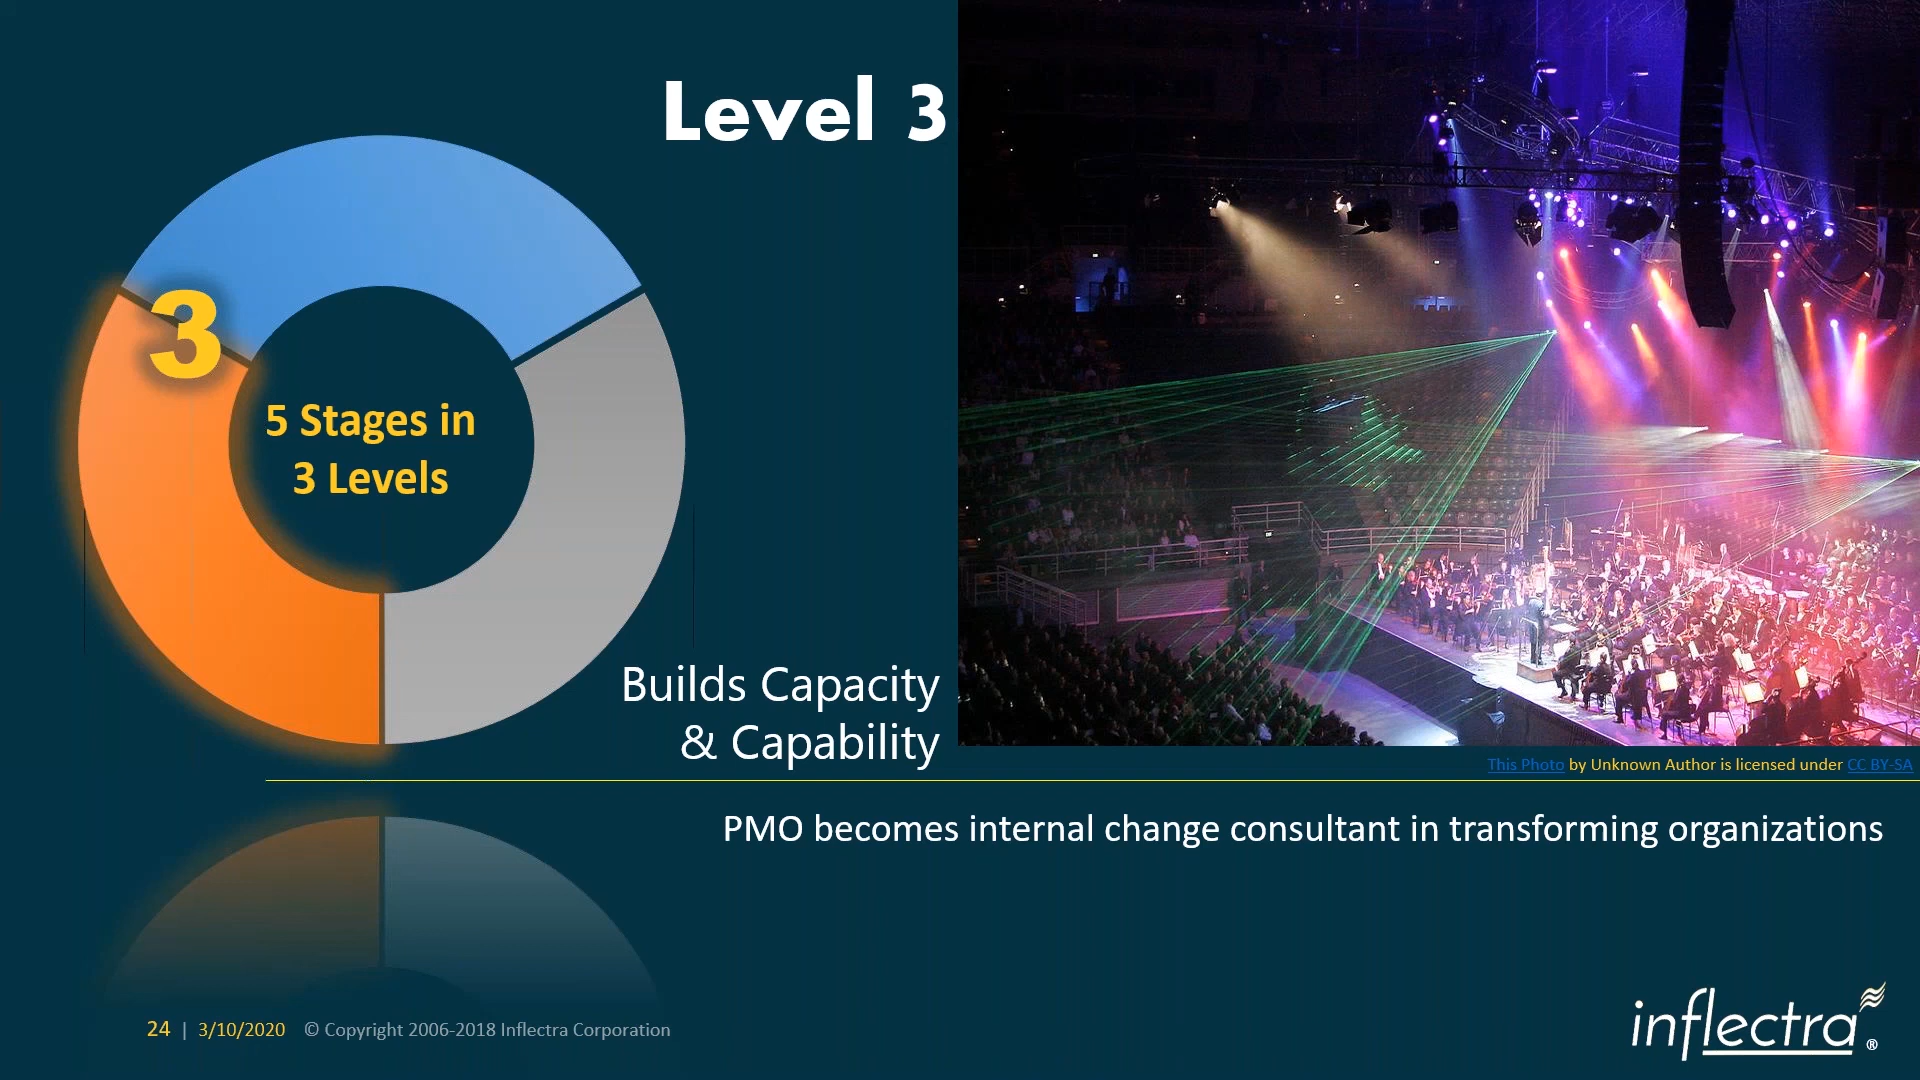 Level 3
3
5 Stages in
3 Levels
Builds Capacity
& Capability
This Photo by Unknown Author is licensed under CC BY-SA
PMO becomes internal change consultant in transforming organizations
24 | 3/10/2020 © Copyright 2006-2018 Inflectra Corporation
inflectra®